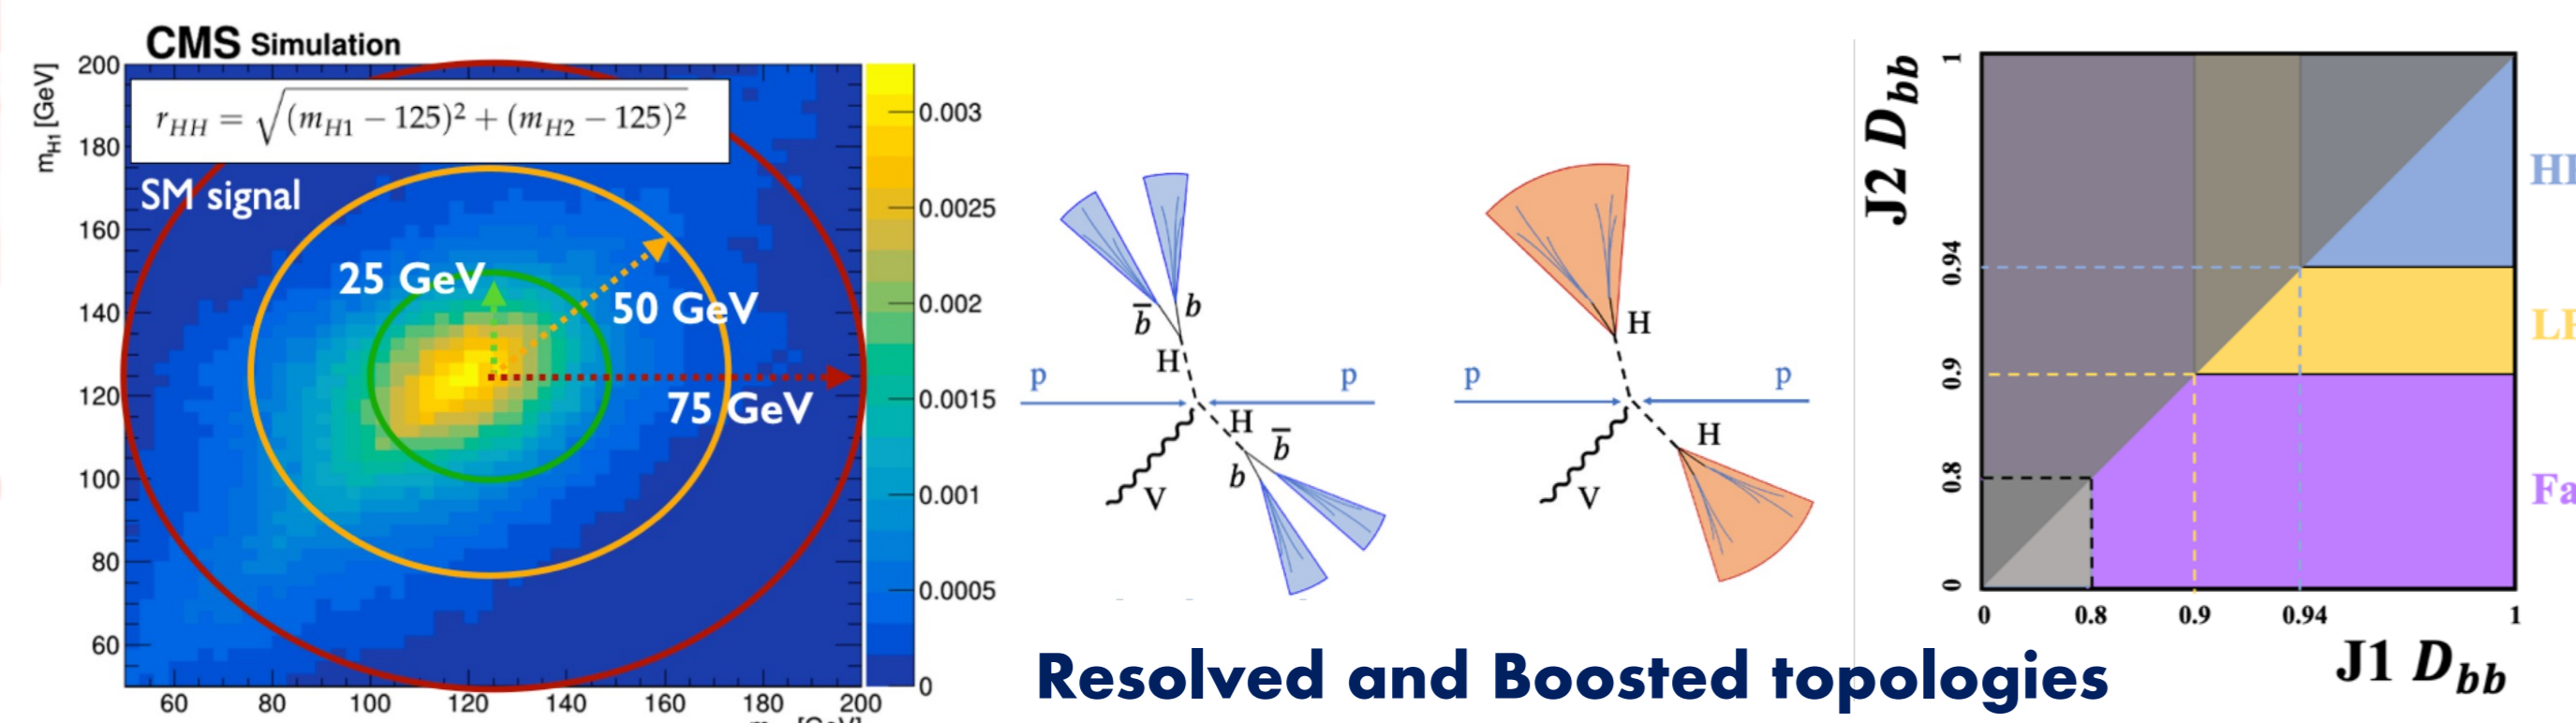 CMS Simulation
m_H1 [GeV]
200
180
160
140
120
100
80
60
r_HH = √((m_H1 − 125)² + (m_H2 − 125)²)
SM signal
25 GeV
50 GeV
75 GeV
60 80 100 120 140 160 180 200
0.003
0.0025
0.002
0.0015
0.001
0.0005
0
b̅ b
H
p p
H b̅
b
V
H
p p
H
V
Resolved and Boosted topologies
J2 D_bb
1
0.94
0.9
0.8
0
0 0.8 0.9 0.94 1
J1 D_bb